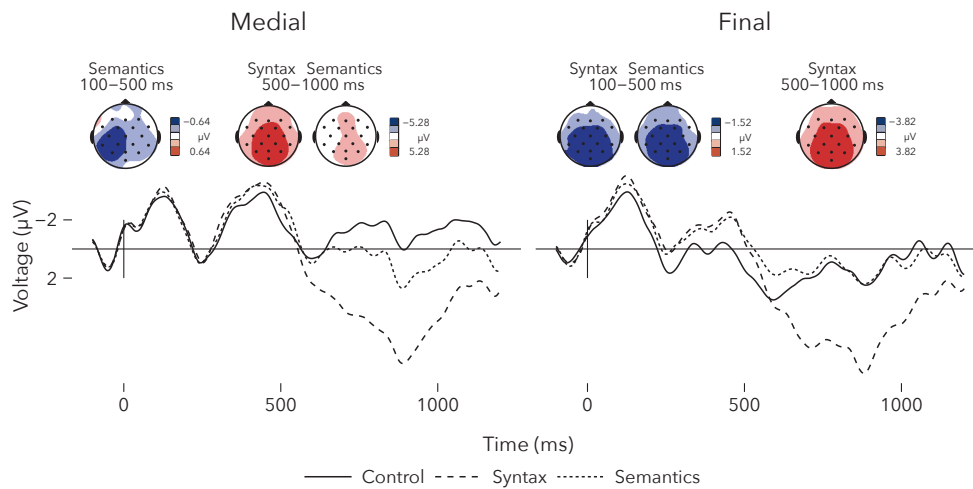 Medial
Final
Semantics
100–500 ms
Syntax Semantics
500–1000 ms
Syntax Semantics
100–500 ms
Syntax
500–1000 ms
−0.64
μV
0.64
−5.28
μV
5.28
−1.52
μV
1.52
−3.82
μV
3.82
Voltage (μV)
−2
2
0
500
1000
0
500
1000
Time (ms)
Control Syntax Semantics